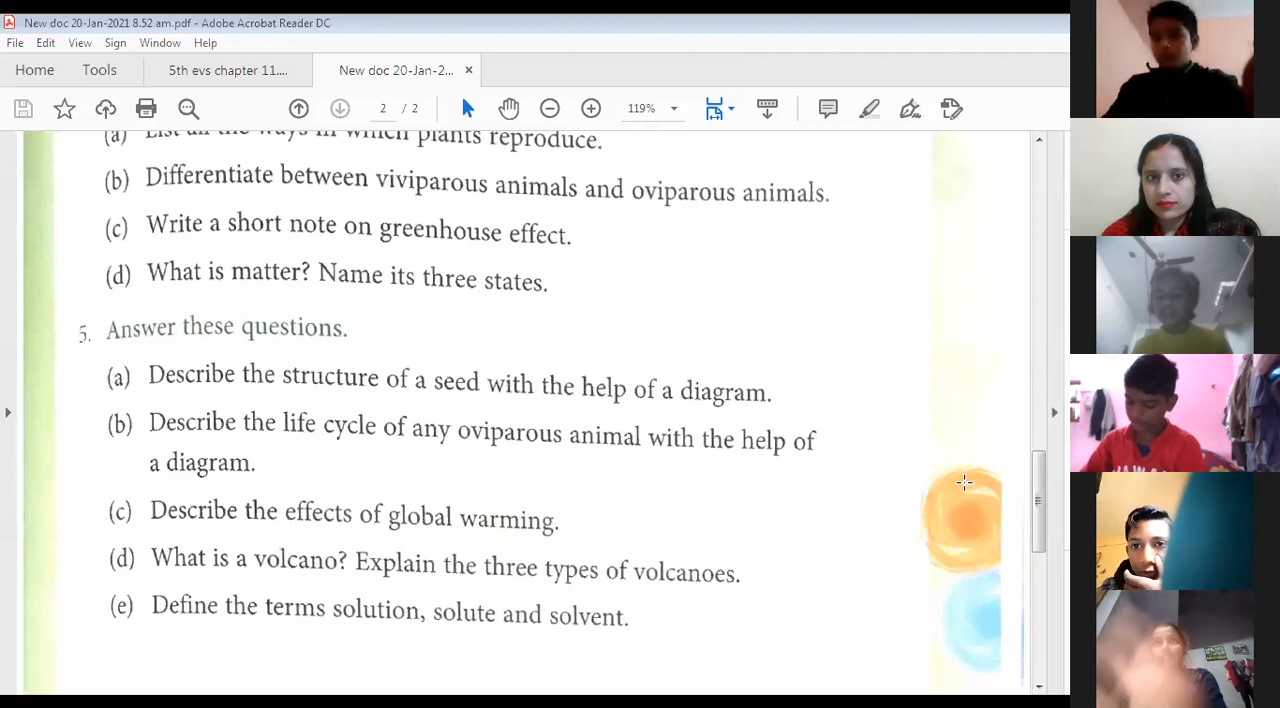 New doc 20-Jan-2021 8.52 am.pdf - Adobe Acrobat Reader DC
File Edit View Sign Window Help
Home Tools 5th evs chapter 11.... New doc 20-Jan-2... ×
2 / 2 119%
(a) List all the ways in which plants reproduce.
(b) Differentiate between viviparous animals and oviparous animals.
(c) Write a short note on greenhouse effect.
(d) What is matter? Name its three states.
5. Answer these questions.
(a) Describe the structure of a seed with the help of a diagram.
(b) Describe the life cycle of any oviparous animal with the help of
a diagram.
(c) Describe the effects of global warming.
(d) What is a volcano? Explain the three types of volcanoes.
(e) Define the terms solution, solute and solvent.